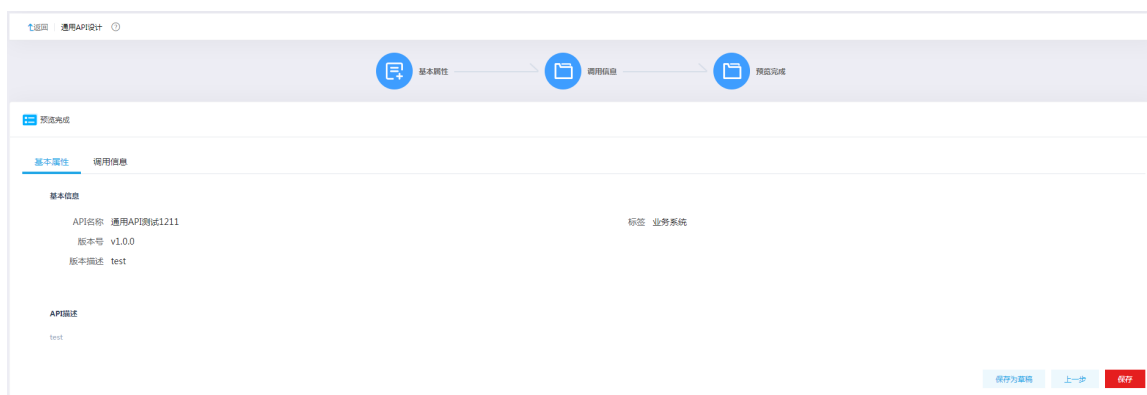 返回 通用API设计
基本属性 调用信息 预览完成
预览完成
基本属性 调用信息
基本信息
API名称 通用API测试1211 标签 业务系统
版本号 v1.0.0
版本描述 test
API描述
test
保存为草稿 上一步 保存